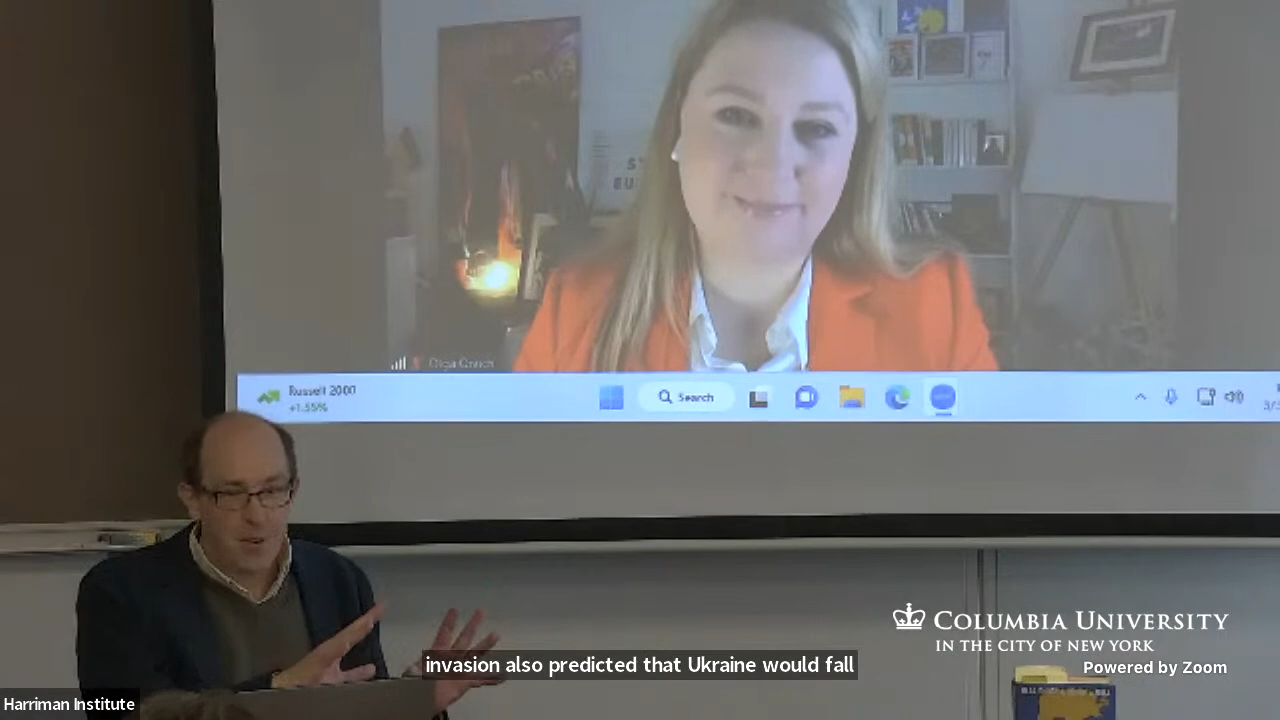 Russell 2000
+1.55%
Search
COLUMBIA UNIVERSITY
IN THE CITY OF NEW YORK
invasion also predicted that Ukraine would fall
Powered by Zoom
Harriman Institute